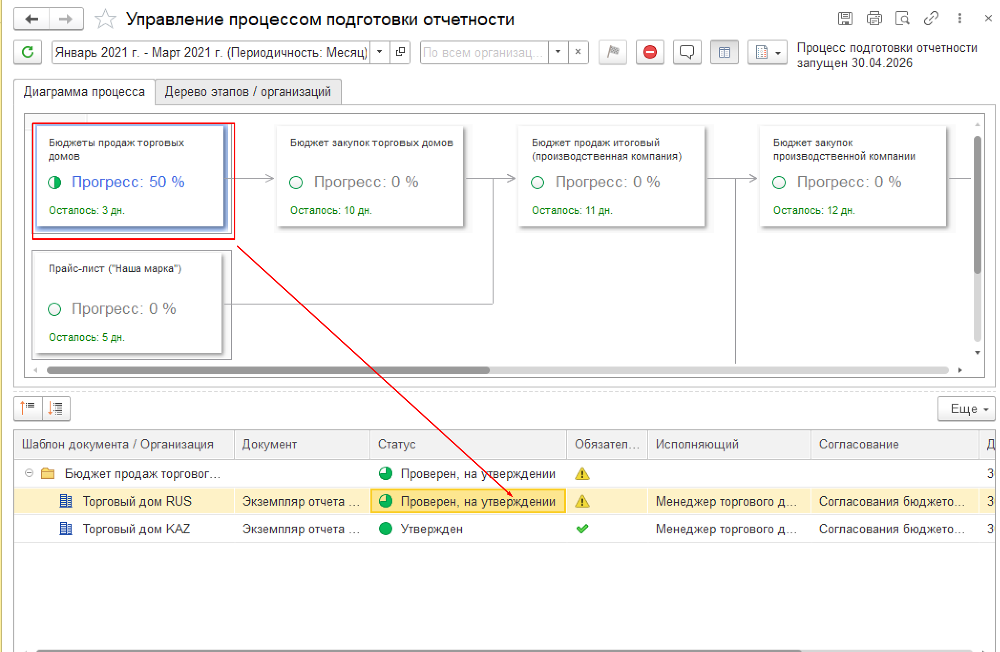 Управление процессом подготовки отчетности
Январь 2021 г. - Март 2021 г. (Периодичность: Месяц)
По всем организац...
Процесс подготовки отчетности
запущен 30.04.2026
Диаграмма процесса
Дерево этапов / организаций
Бюджеты продаж торговых
домов
Прогресс: 50 %
Осталось: 3 дн.
Бюджет закупок торговых домов
Прогресс: 0 %
Осталось: 10 дн.
Бюджет продаж итоговый
(производственная компания)
Прогресс: 0 %
Осталось: 11 дн.
Бюджет закупок
производственной компании
Прогресс: 0 %
Осталось: 12 дн.
Прайс-лист ("Наша марка")
Прогресс: 0 %
Осталось: 5 дн.
Еще
Шаблон документа / Организация Документ Статус Обязател... Исполняющий Согласование Д
Бюджет продаж торговог... Проверен, на утверждении 3
Торговый дом RUS Экземпляр отчета ... Проверен, на утверждении Менеджер торгового д... Согласования бюджето... 3
Торговый дом KAZ Экземпляр отчета ... Утвержден Менеджер торгового д... Согласования бюджето... 3